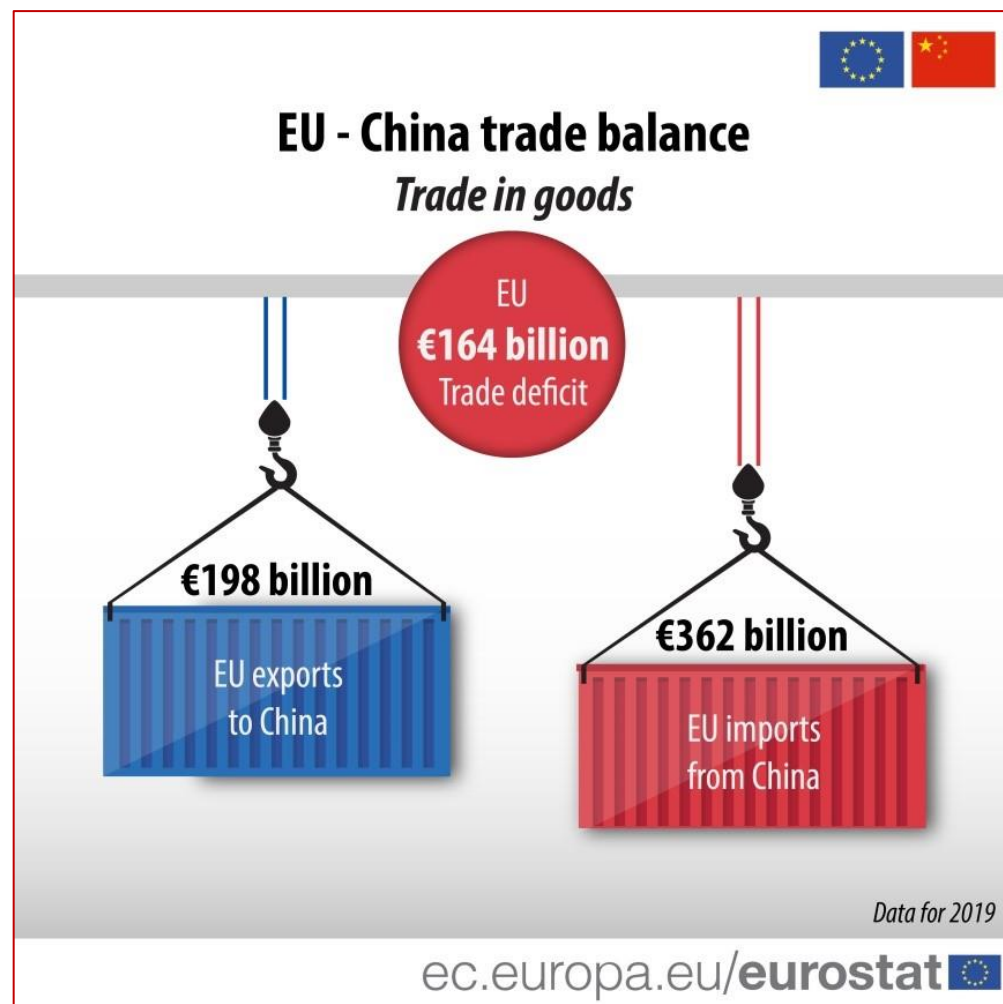 EU - China trade balance
Trade in goods
EU
€164 billion
Trade deficit
€198 billion
EU exports
to China
€362 billion
EU imports
from China
Data for 2019
ec.europa.eu/eurostat